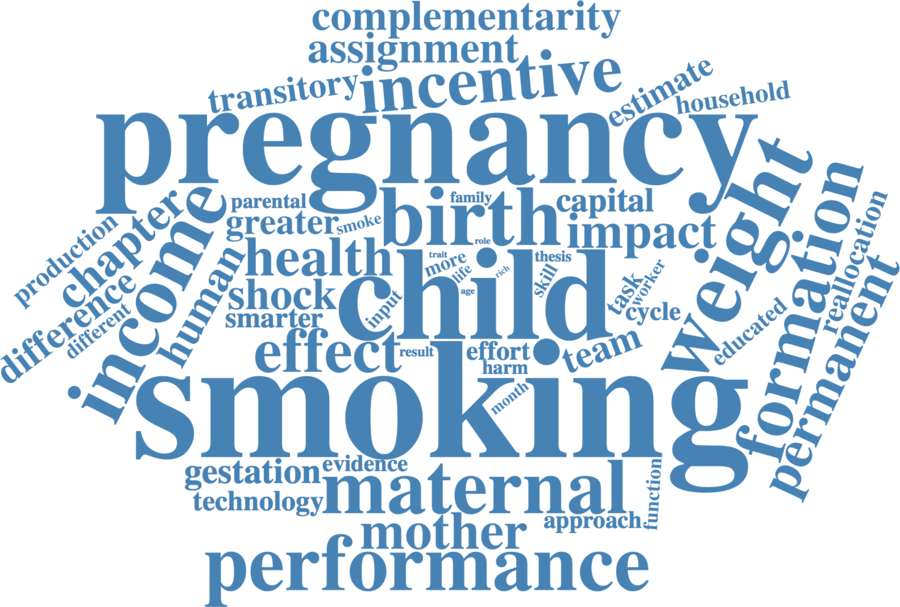 complementarity
assignment
transitory
incentive
estimate
household
pregnancy
weight
parental
family
birth
capital
greater
smoke
impact
role
production
chapter
income
formation
reallocation
health
trait
more
life
rich
thesis
skill
child
age
human
shock
input
task
worker
difference
different
smarter
cycle
educated
permanent
effect
result
effort
harm
team
smoking
month
gestation
evidence
technology
maternal
function
mother
approach
performance